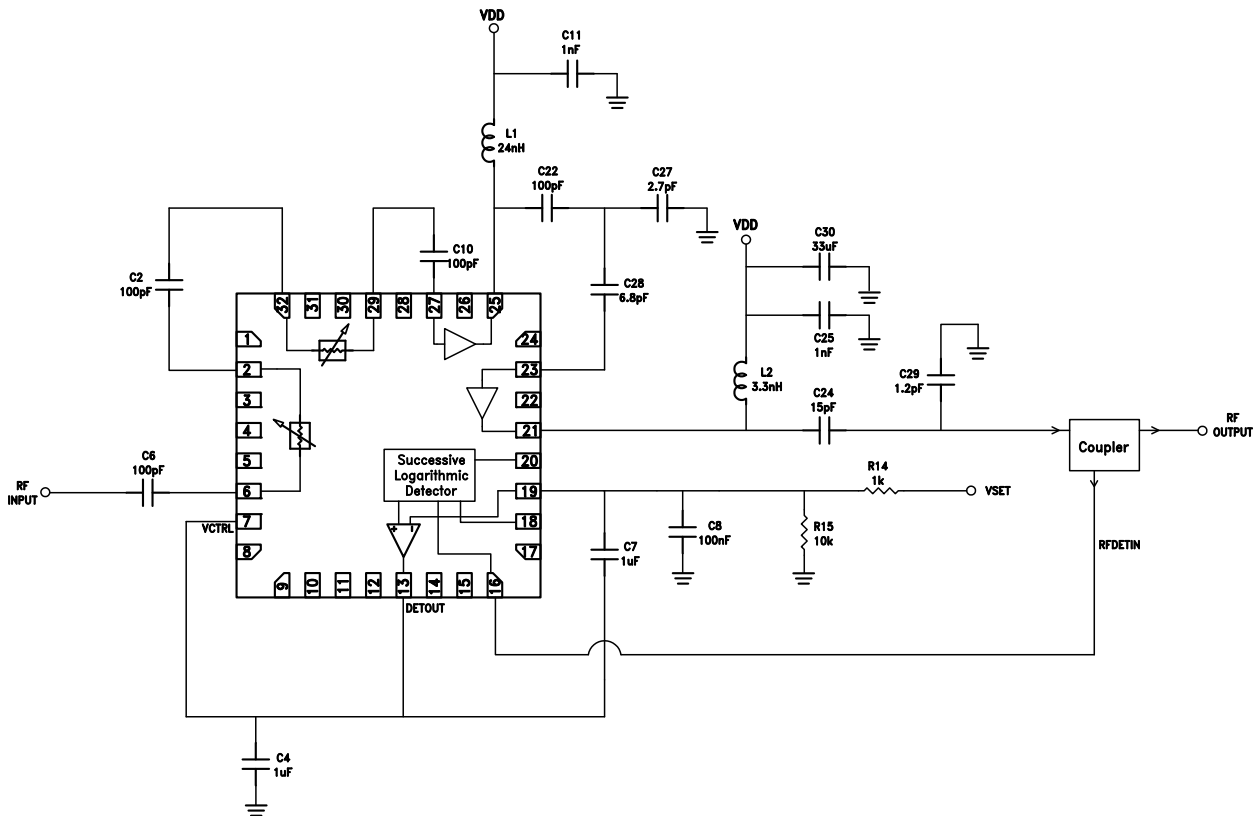 VDD
C11
1nF
L1
24nH
C22
100pF
C27
2.7pF
C2
100pF
C10
100pF
C28
6.8pF
VDD
C30
33uF
C25
1nF
L2
3.3nH
C24
15pF
C29
1.2pF
Coupler
RF
OUTPUT
32
31
30
29
28
27
26
25
1
2
3
4
5
6
7
8
24
23
22
21
20
19
18
17
9
10
11
12
13
14
15
16
Successive
Logarithmic
Detector
+
-
RF
INPUT
C6
100pF
VCTRL
DETOUT
R14
1k
VSET
C7
1uF
C8
100nF
R15
10k
RFDETIN
C4
1uF